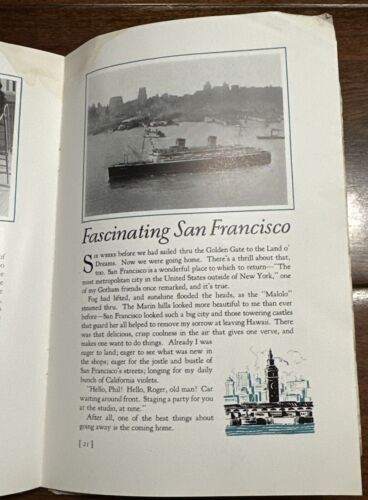 Fascinating San Francisco
SIX WEEKS before we had sailed thru the Golden Gate to the Land o'
Dreams. Now we were going home. There's a thrill about that,
too. San Francisco is a wonderful place to which to return—"The
most metropolitan city in the United States outside of New York," one
of my Gotham friends once remarked, and it's true.
Fog had lifted, and sunshine flooded the heads, as the "Malolo"
steamed thru. The Marin hills looked more beautiful to me than ever
before—San Francisco looked such a big city and those towering castles
that guard her all helped to remove my sorrow at leaving Hawaii. There
was that delicious, crisp coolness in the air that gives one verve, and
makes one want to do things. Already I was
eager to land; eager to see what was new in
the shops; eager for the jostle and bustle of
San Francisco's streets; longing for my daily
bunch of California violets.
"Hello, Phil! Hello, Roger, old man! Car
waiting around front. Staging a party for you
at the studio, at nine."
After all, one of the best things about
going away is the coming home.
[ 21 ]